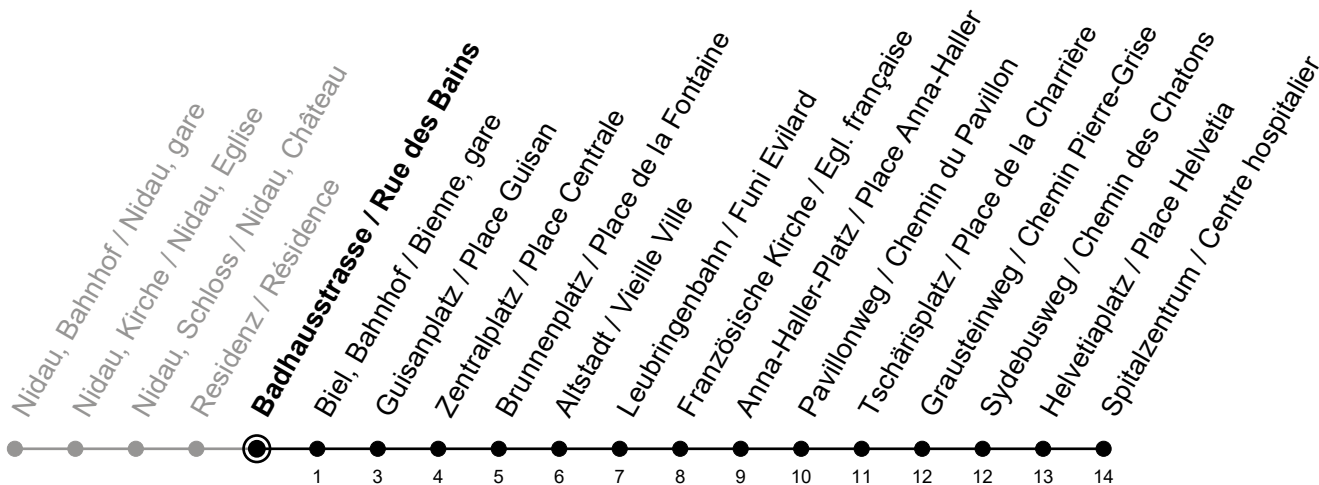 Nidau, Bahnhof / Nidau, gare
Nidau, Kirche / Nidau, Eglise
Nidau, Schloss / Nidau, Château
Residenz / Résidence
Badhausstrasse / Rue des Bains
Biel, Bahnhof / Bienne, gare
Guisanplatz / Place Guisan
Zentralplatz / Place Centrale
Brunnenplatz / Place de la Fontaine
Altstadt / Vieille Ville
Leubringenbahn / Funi Evilard
Französische Kirche / Egl. française
Anna-Haller-Platz / Place Anna-Haller
Pavillonweg / Chemin du Pavillon
Tschärisplatz / Place de la Charrière
Grausteinweg / Chemin Pierre-Grise
Sydebusweg / Chemin des Chatons
Helvetiaplatz / Place Helvetia
Spitalzentrum / Centre hospitalier
1 3 4 5 6 7 8 9 10 11 12 12 13 14